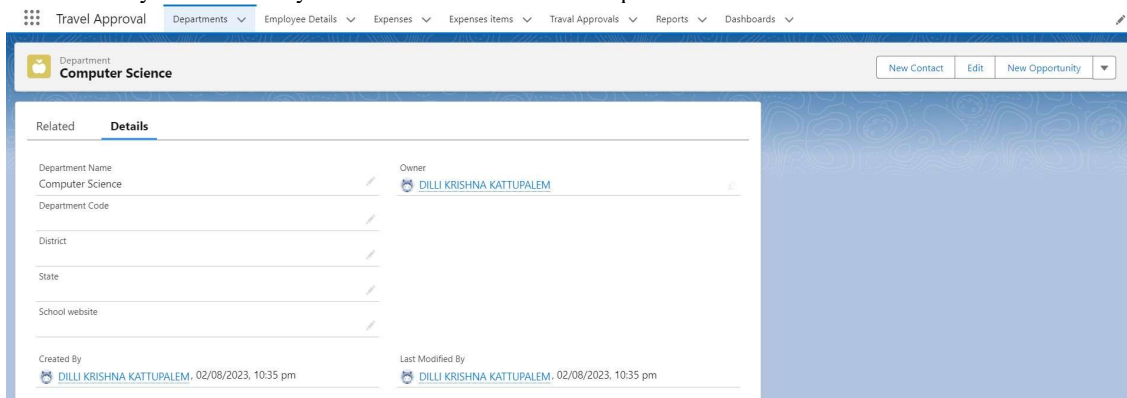 Travel Approval Departments Employee Details Expenses Expenses items Traval Approvals Reports Dashboards
Department
Computer Science
New Contact Edit New Opportunity
Related Details
Department Name Owner
Computer Science DILLI KRISHNA KATTUPALEM
Department Code
District
State
School website
Created By Last Modified By
DILLI KRISHNA KATTUPALEM, 02/08/2023, 10:35 pm DILLI KRISHNA KATTUPALEM, 02/08/2023, 10:35 pm